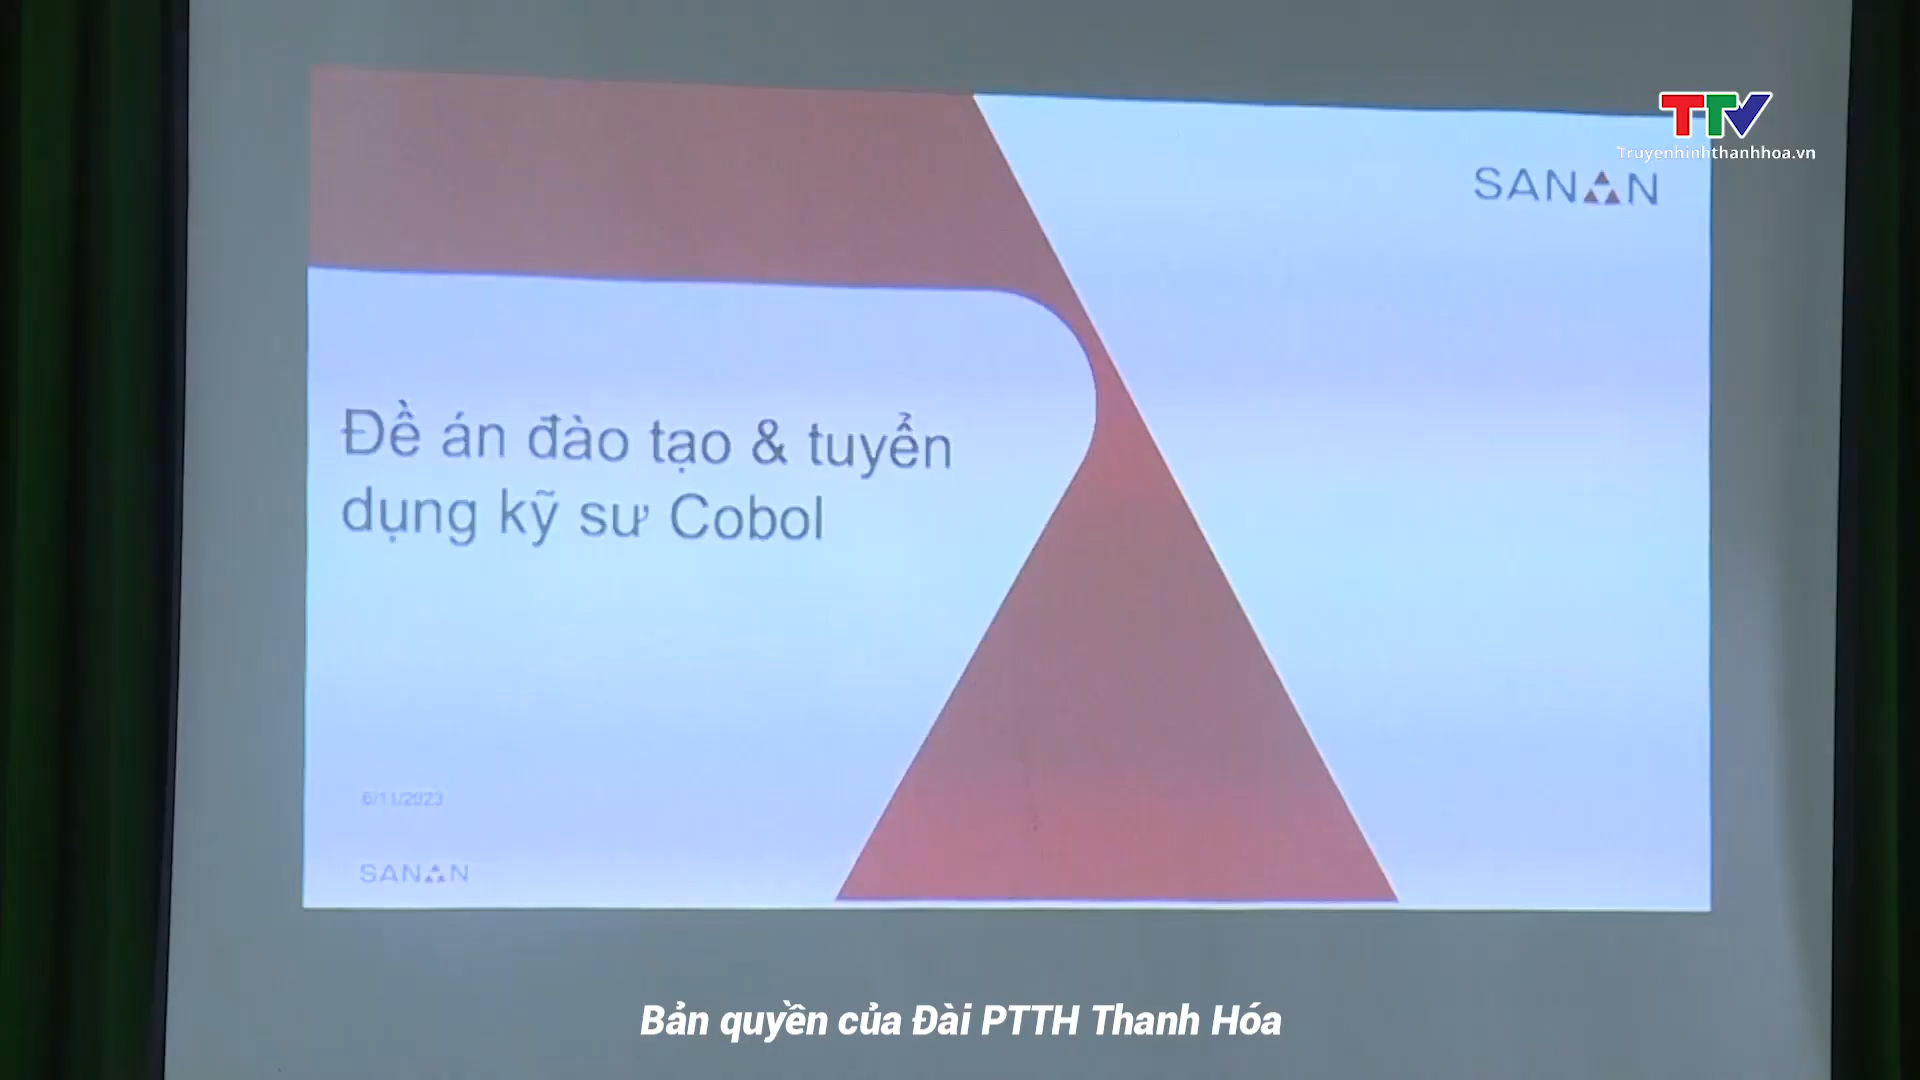 TTV
Truyenhinhthanhhoa.vn
SANAN
Đề án đào tạo & tuyển
dụng kỹ sư Cobol
6/11/2023
SANAN
Bản quyền của Đài PTTH Thanh Hóa